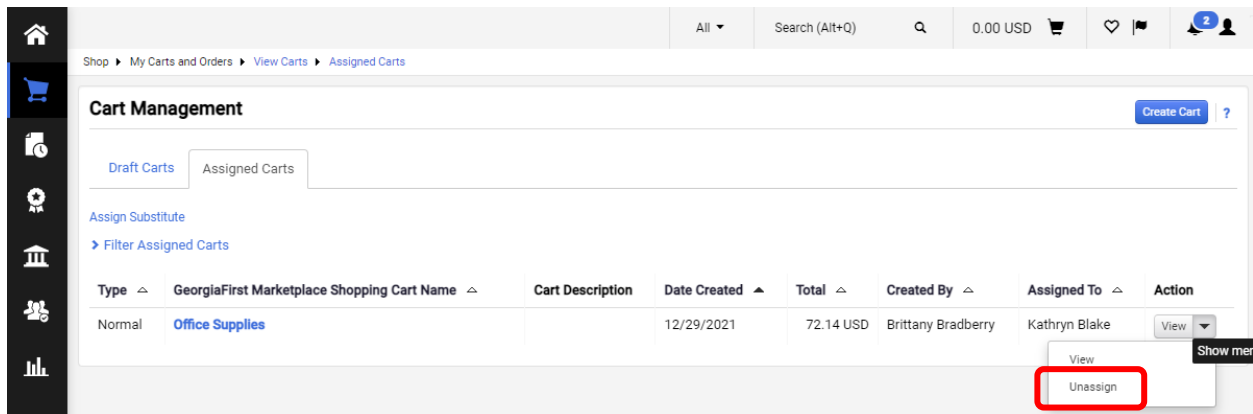 All Search (Alt+Q) 0.00 USD 2
Shop My Carts and Orders View Carts Assigned Carts
Cart Management Create Cart ?
Draft Carts Assigned Carts
Assign Substitute
Filter Assigned Carts
Type GeorgiaFirst Marketplace Shopping Cart Name Cart Description Date Created Total Created By Assigned To Action
Normal Office Supplies 12/29/2021 72.14 USD Brittany Bradberry Kathryn Blake View
View Show mer
Unassign